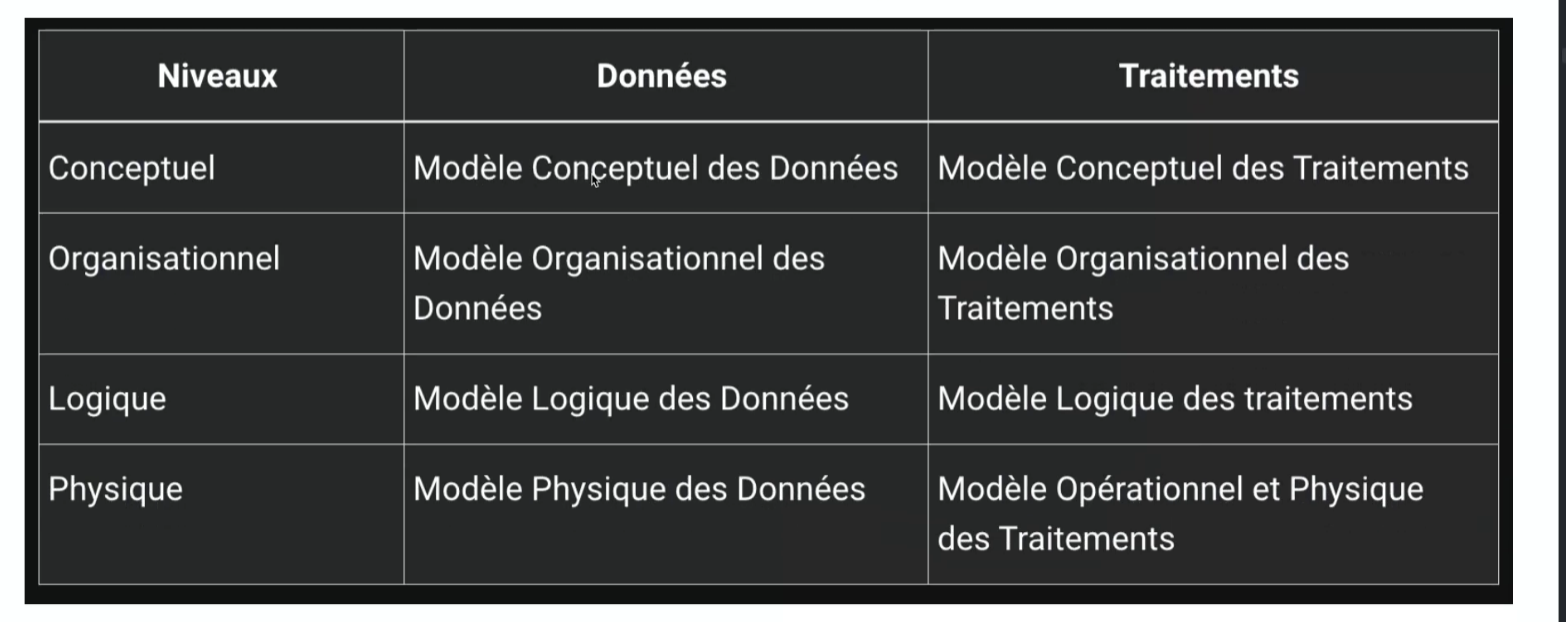 Niveaux Données Traitements
Conceptuel Modèle Conceptuel des Données Modèle Conceptuel des Traitements
Organisationnel Modèle Organisationnel des Modèle Organisationnel des
Données Traitements
Logique Modèle Logique des Données Modèle Logique des traitements
Physique Modèle Physique des Données Modèle Opérationnel et Physique
des Traitements